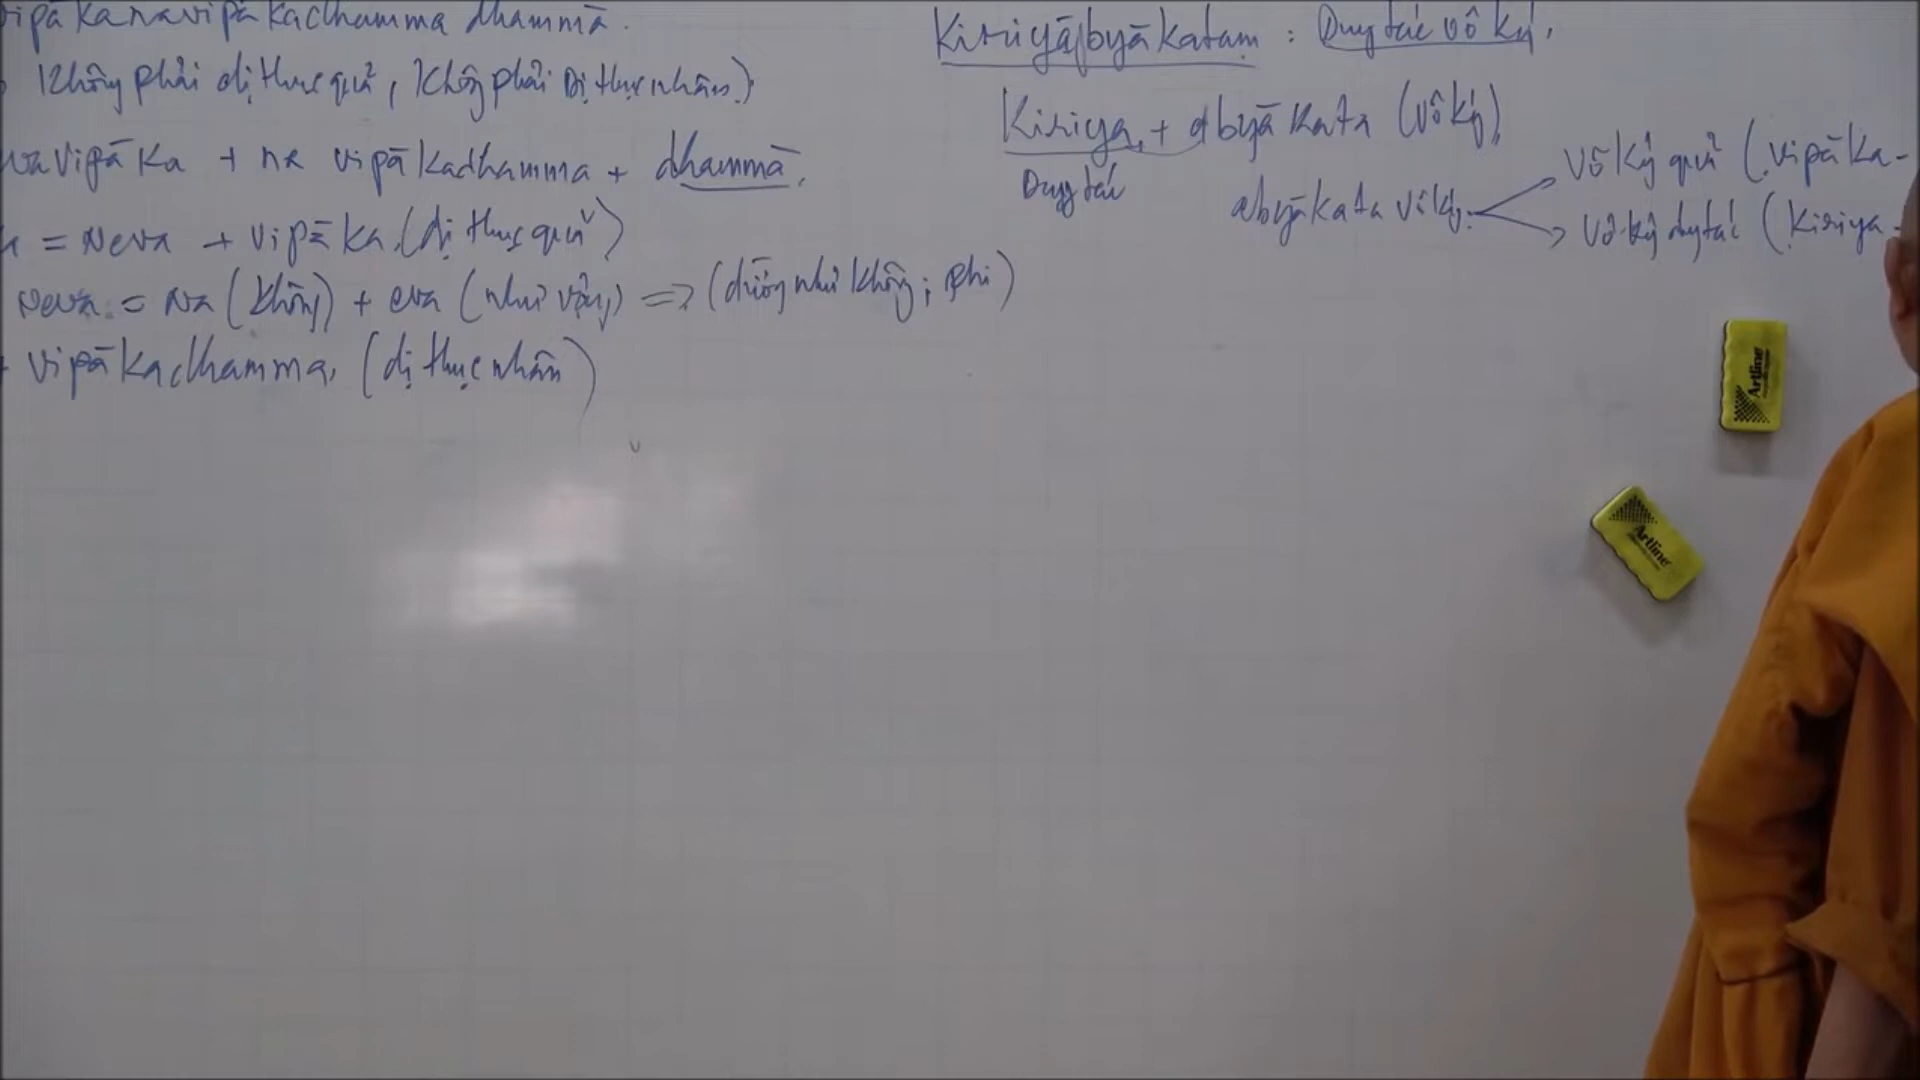 vipākanavipākadhamma dhammā.
không phải dị thục quả, không phải Dị thục nhân)
vavipāka + na vipākadhamma + dhammā.
= Neva + vipāka (dị thục quả)
Neva = Na (không) + eva (như vậy) => (dường như không; phi)
+ vipākadhamma, (dị thục nhân)
Kiriyābyākatam : Duy tác vô ký.
Kiriya + abyākata (vô ký)
Duy tác
abyākata vô ký
vô ký quả (vipāka-
vô ký duy tác (Kiriya-
Artline
Artline